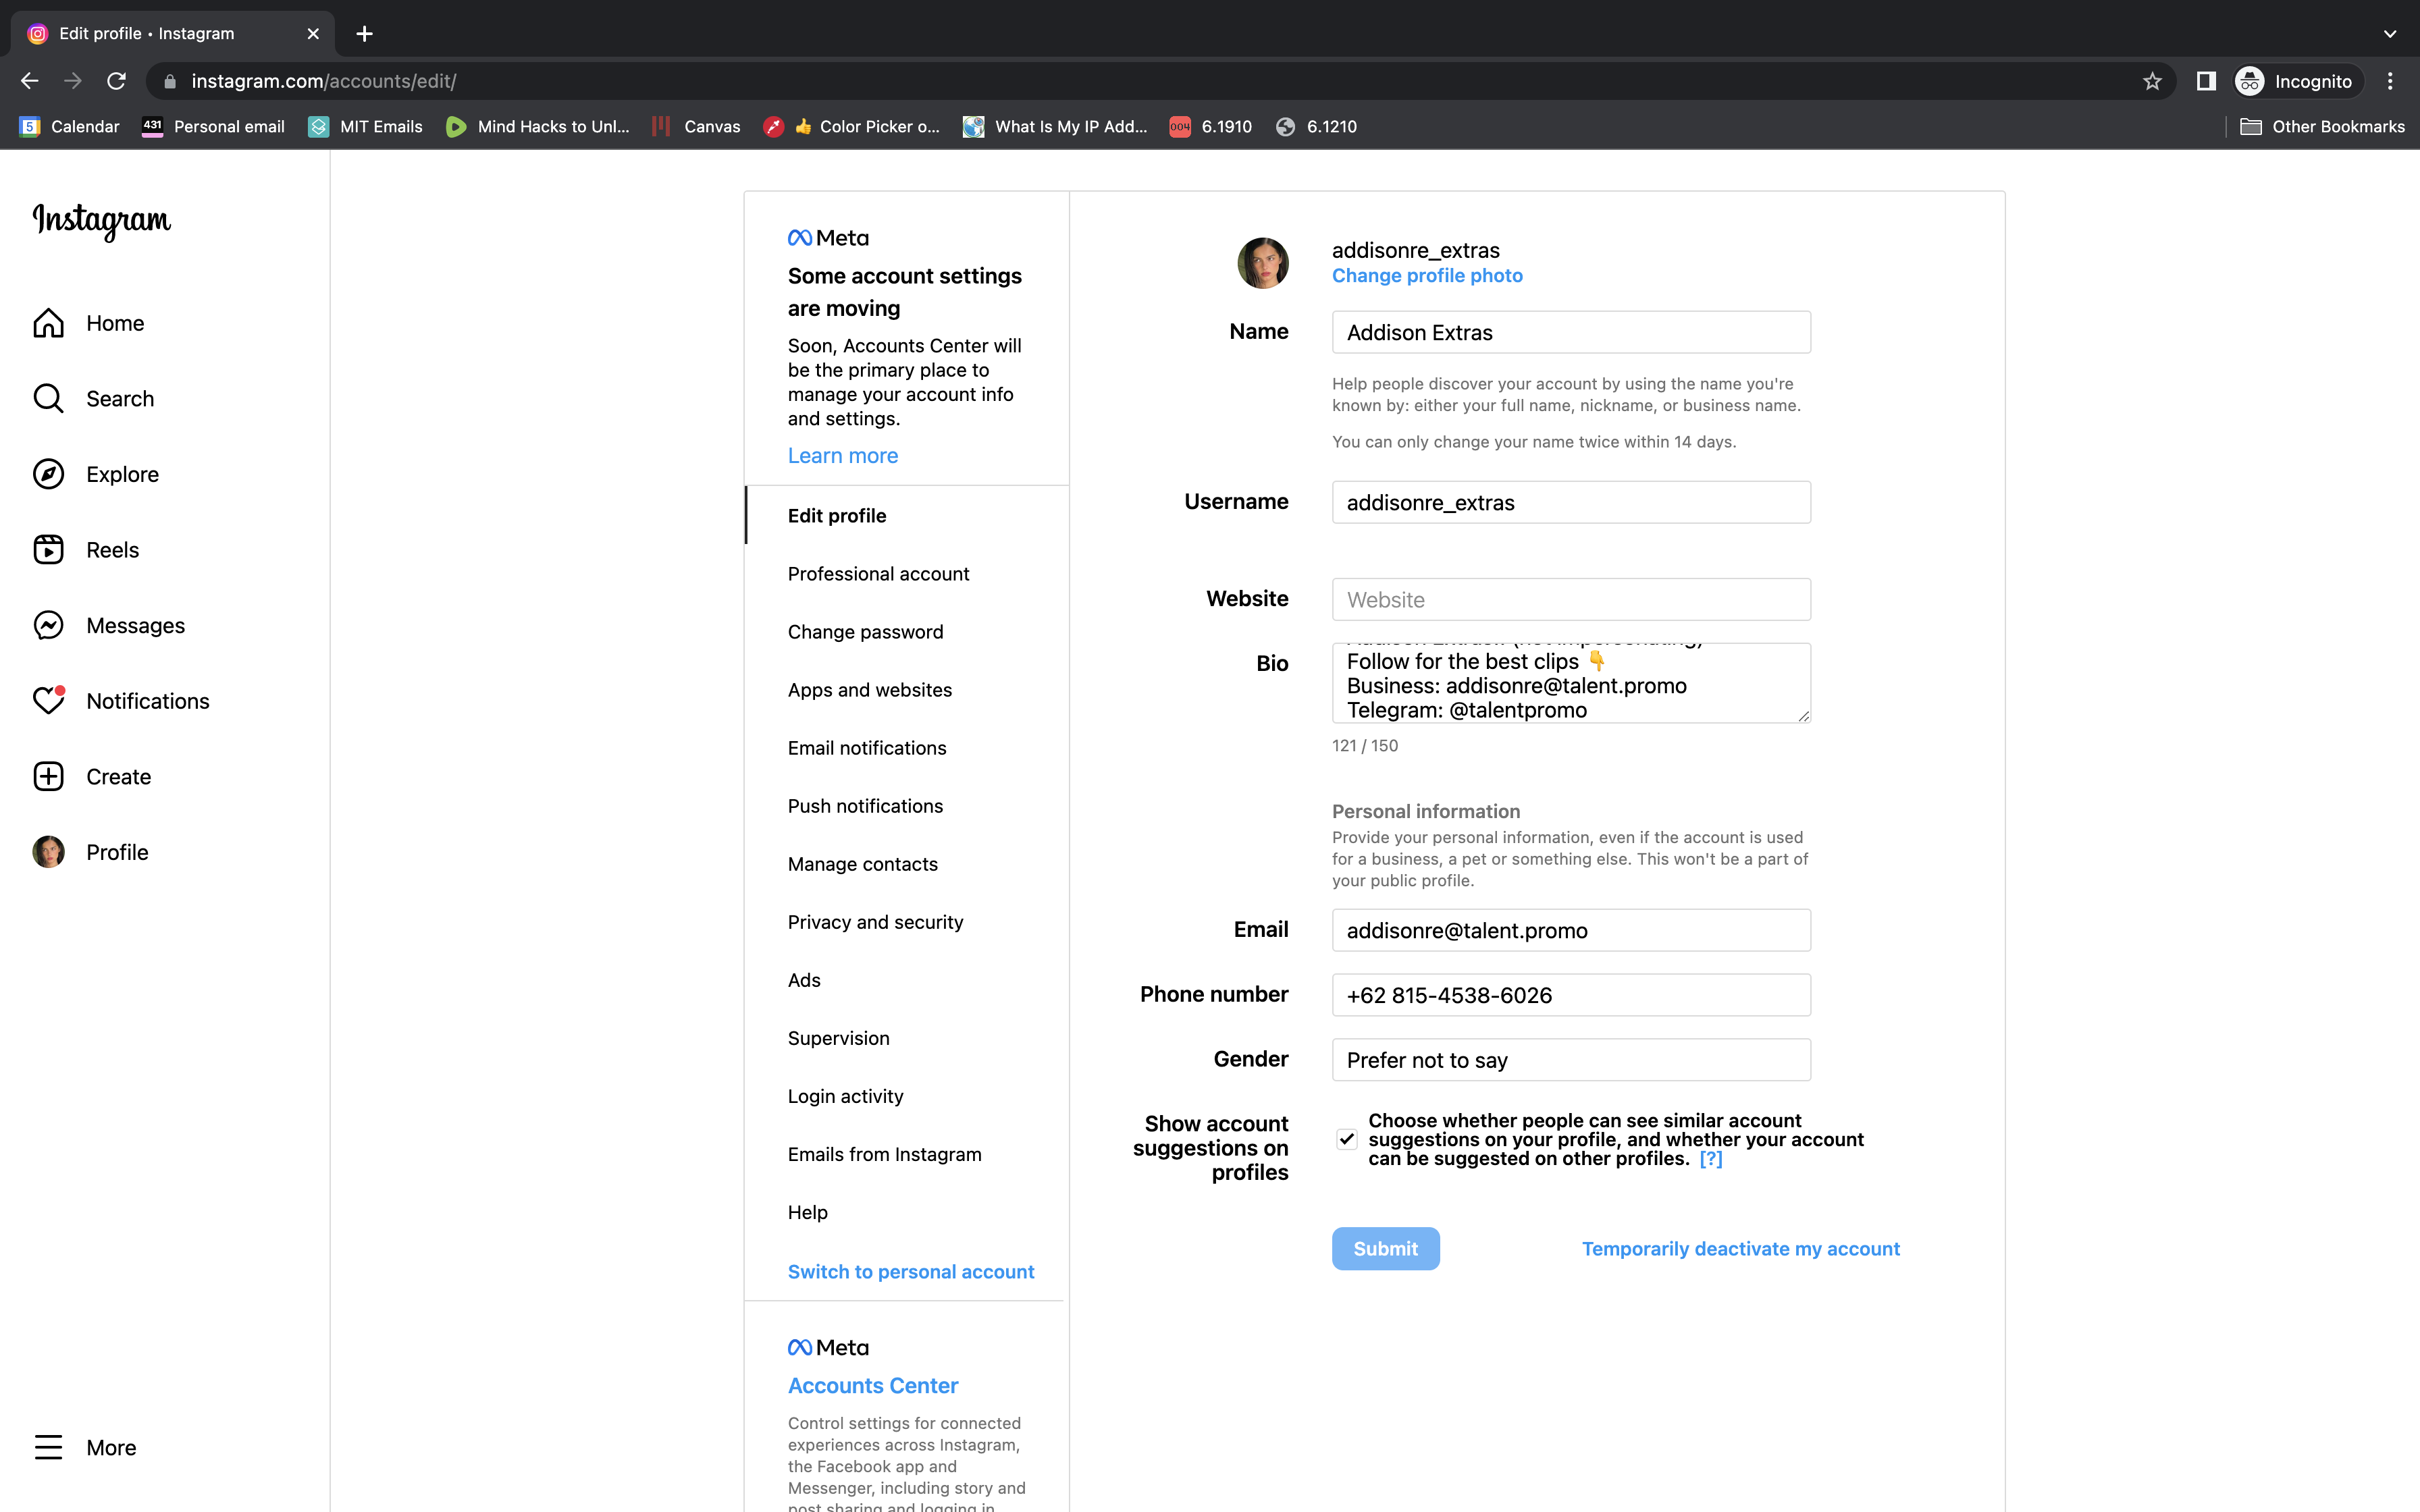 Edit profile • Instagram
instagram.com/accounts/edit/
Incognito
5 Calendar
431 Personal email
MIT Emails
Mind Hacks to Unl...
Canvas
👍 Color Picker o...
What Is My IP Add...
004 6.1910
6.1210
Other Bookmarks
Instagram
Home
Search
Explore
Reels
Messages
Notifications
Create
Profile
More
Meta
Some account settings
are moving
Soon, Accounts Center will
be the primary place to
manage your account info
and settings.
Learn more
Edit profile
Professional account
Change password
Apps and websites
Email notifications
Push notifications
Manage contacts
Privacy and security
Ads
Supervision
Login activity
Emails from Instagram
Help
Switch to personal account
Meta
Accounts Center
Control settings for connected
experiences across Instagram,
the Facebook app and
Messenger, including story and
post sharing and logging in.
addisonre_extras
Change profile photo
Name
Addison Extras
Help people discover your account by using the name you're
known by: either your full name, nickname, or business name.
You can only change your name twice within 14 days.
Username
addisonre_extras
Website
Website
Bio
Follow for the best clips 👇
Business: addisonre@talent.promo
Telegram: @talentpromo
121 / 150
Personal information
Provide your personal information, even if the account is used
for a business, a pet or something else. This won't be a part of
your public profile.
Email
addisonre@talent.promo
Phone number
+62 815-4538-6026
Gender
Prefer not to say
Show account
suggestions on
profiles
Choose whether people can see similar account
suggestions on your profile, and whether your account
can be suggested on other profiles. [?]
Submit
Temporarily deactivate my account